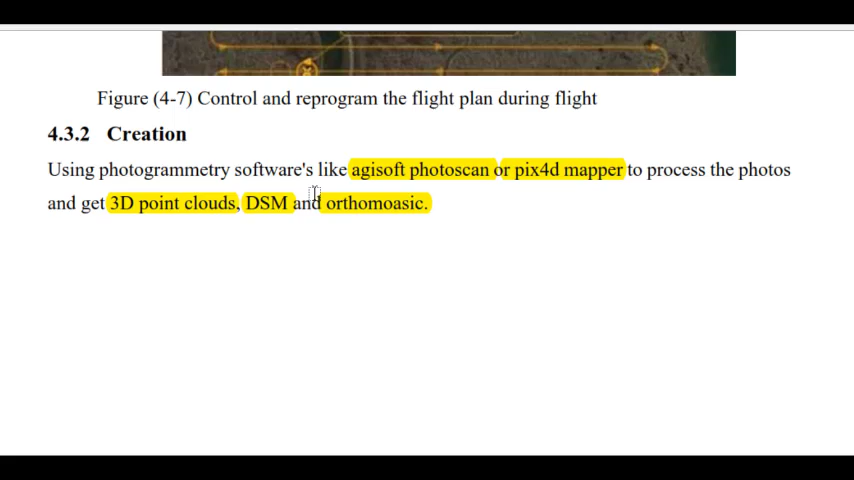 Figure (4-7) Control and reprogram the flight plan during flight
4.3.2 Creation
Using photogrammetry software's like agisoft photoscan or pix4d mapper to process the photos
and get 3D point clouds, DSM and orthomoasic.